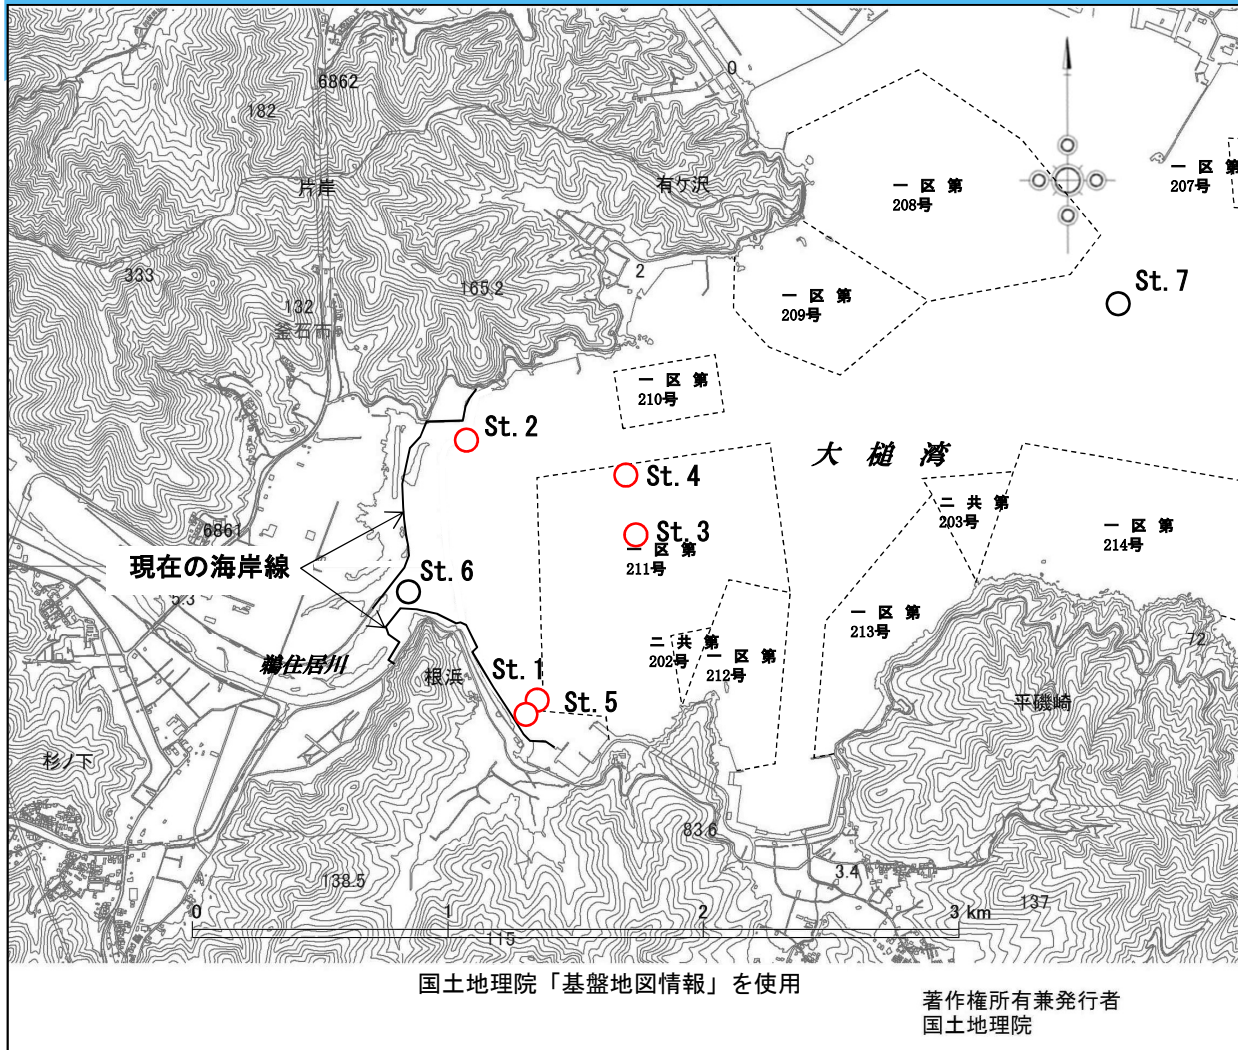 0
6862
182
一区第
207号
片岸
有ケ沢
一区第
208号
333
2
165.2
132
釜石市
一区第
209号
St. 7
一区第
210号
St. 2
大槌湾
St. 4
二共第
203号
6861
St. 3
一区第
211号
一区第
214号
現在の海岸線
St. 6
5.3
一区第
213号
72
鵜住居川
根浜
二共第
202号
一区第
212号
St. 1
St. 5
平磯崎
杉ノ下
83.6
138.5
3.4
137
0
1
2
3 km
115
国土地理院「基盤地図情報」を使用
著作権所有兼発行者
国土地理院